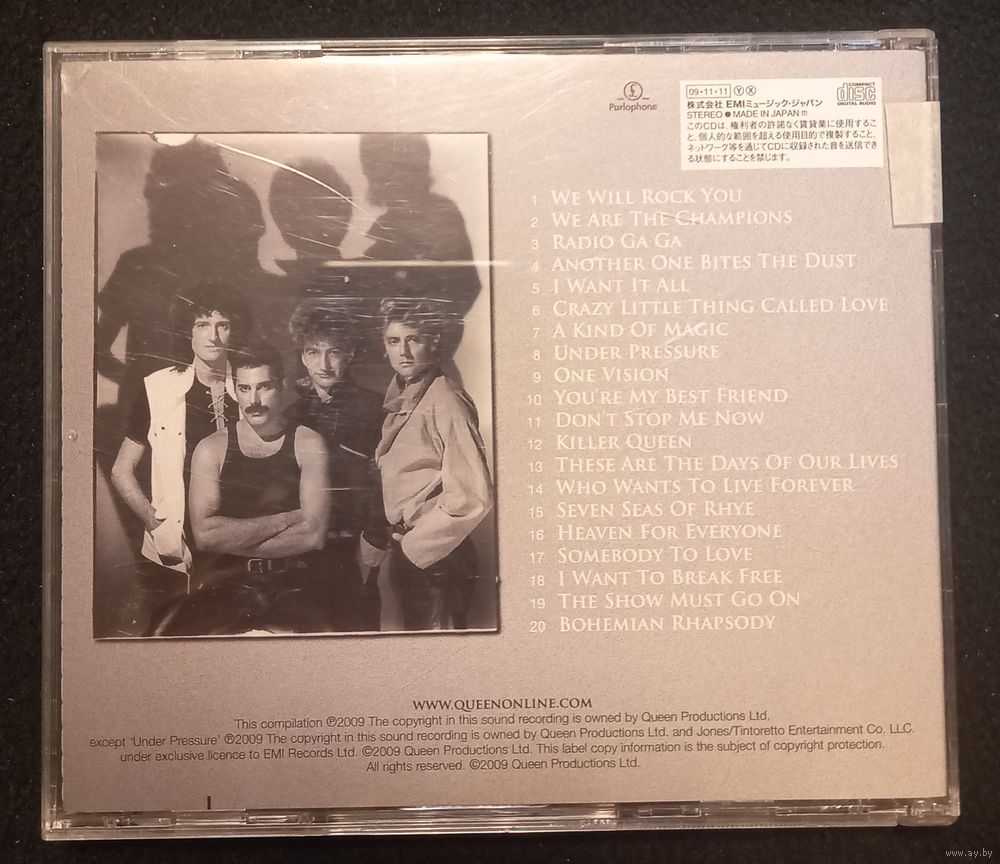 Parlophone
09・11・11 Ⓨ Ⓧ
COMPACT
disc
DIGITAL AUDIO
株式会社 EMIミュージック・ジャパン
STEREO ● MADE IN JAPAN
このCDは、権利者の許諾なく賃貸業に使用するこ
と、個人的な範囲を超える使用目的で複製すること、
ネットワーク等を通じてCDに収録された音を送信でき
る状態にすることを禁じます。
1 WE WILL ROCK YOU
2 WE ARE THE CHAMPIONS
3 RADIO GA GA
4 ANOTHER ONE BITES THE DUST
5 I WANT IT ALL
6 CRAZY LITTLE THING CALLED LOVE
7 A KIND OF MAGIC
8 UNDER PRESSURE
9 ONE VISION
10 YOU'RE MY BEST FRIEND
11 DON'T STOP ME NOW
12 KILLER QUEEN
13 THESE ARE THE DAYS OF OUR LIVES
14 WHO WANTS TO LIVE FOREVER
15 SEVEN SEAS OF RHYE
16 HEAVEN FOR EVERYONE
17 SOMEBODY TO LOVE
18 I WANT TO BREAK FREE
19 THE SHOW MUST GO ON
20 BOHEMIAN RHAPSODY
WWW.QUEENONLINE.COM
This compilation ℗2009 The copyright in this sound recording is owned by Queen Productions Ltd,
except 'Under Pressure' ℗2009 The copyright in this sound recording is owned by Queen Productions Ltd. and Jones/Tintoretto Entertainment Co. LLC.
under exclusive licence to EMI Records Ltd. ©2009 Queen Productions Ltd. This label copy information is the subject of copyright protection.
All rights reserved. ©2009 Queen Productions Ltd.
www.ay.by